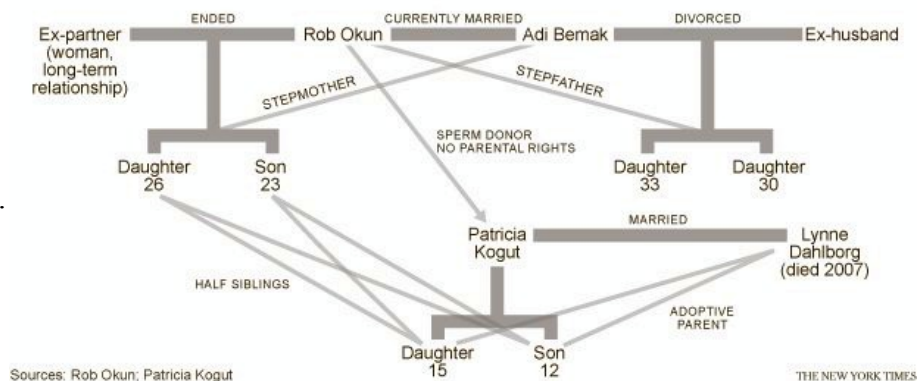 ENDED
CURRENTLY MARRIED
DIVORCED
Ex-partner
(woman,
long-term
relationship)
Rob Okun
Adi Bemak
Ex-husband
STEPMOTHER
STEPFATHER
SPERM DONOR
NO PARENTAL RIGHTS
Daughter
26
Son
23
Daughter
33
Daughter
30
.
Patricia
Kogut
MARRIED
Lynne
Dahlborg
(died 2007)
HALF SIBLINGS
ADOPTIVE
PARENT
Daughter
15
Son
12
Sources: Rob Okun; Patricia Kogut
THE NEW YORK TIMES